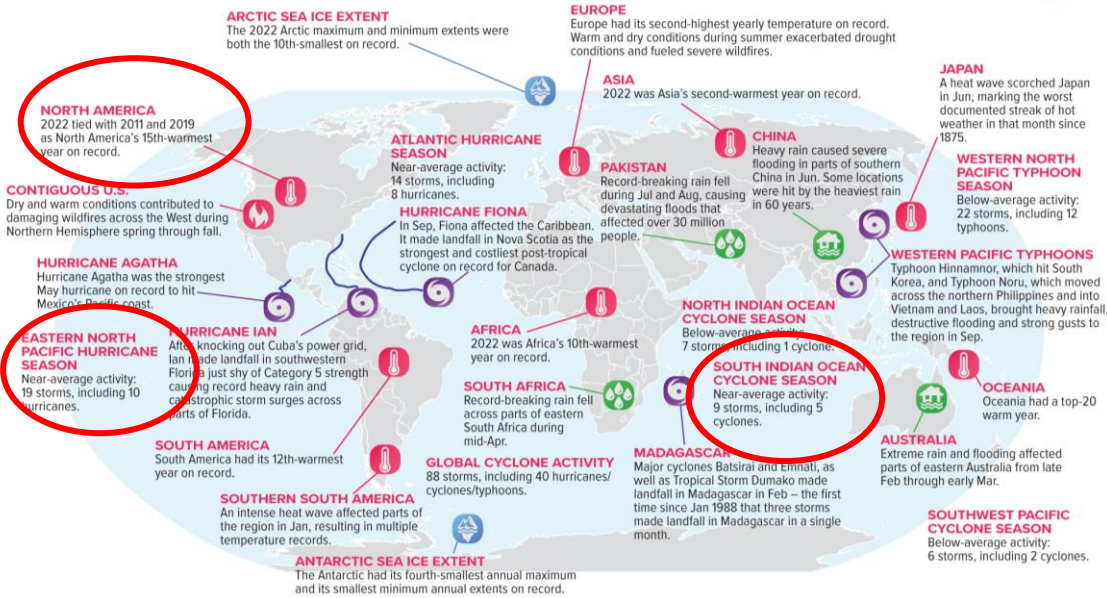 ARCTIC SEA ICE EXTENT
The 2022 Arctic maximum and minimum extents were
both the 10th-smallest on record.
EUROPE
Europe had its second-highest yearly temperature on record.
Warm and dry conditions during summer exacerbated drought
conditions and fueled severe wildfires.
ASIA
2022 was Asia's second-warmest year on record.
JAPAN
A heat wave scorched Japan
in Jun, marking the worst
documented streak of hot
weather in that month since
1875.
NORTH AMERICA
2022 tied with 2011 and 2019
as North America's 15th-warmest
year on record.
ATLANTIC HURRICANE
SEASON
Near-average activity:
14 storms, including
8 hurricanes.
CHINA
Heavy rain caused severe
flooding in parts of southern
China in Jun. Some locations
were hit by the heaviest rain
in 60 years.
PAKISTAN
Record-breaking rain fell
during Jul and Aug, causing
devastating floods that
affected over 30 million
people.
WESTERN NORTH
PACIFIC TYPHOON
SEASON
Below-average activity:
22 storms, including 12
typhoons.
CONTIGUOUS U.S.
Dry and warm conditions contributed to
damaging wildfires across the West during
Northern Hemisphere spring through fall.
HURRICANE FIONA
In Sep, Fiona affected the Caribbean.
It made landfall in Nova Scotia as the
strongest and costliest post-tropical
cyclone on record for Canada.
HURRICANE AGATHA
Hurricane Agatha was the strongest
May hurricane on record to hit
Mexico's Pacific coast.
WESTERN PACIFIC TYPHOONS
Typhoon Hinnamnor, which hit South
Korea, and Typhoon Noru, which moved
across the northern Philippines and into
Vietnam and Laos, brought heavy rainfall,
destructive flooding and strong gusts to
the region in Sep.
NORTH INDIAN OCEAN
CYCLONE SEASON
Below-average activity:
7 storms, including 1 cyclone.
EASTERN NORTH
PACIFIC HURRICANE
SEASON
Near-average activity:
19 storms, including 10
hurricanes.
HURRICANE IAN
After knocking out Cuba's power grid,
Ian made landfall in southwestern
Florida just shy of Category 5 strength
causing record heavy rain and
catastrophic storm surges across
parts of Florida.
AFRICA
2022 was Africa's 10th-warmest
year on record.
SOUTH INDIAN OCEAN
CYCLONE SEASON
Near-average activity:
9 storms, including 5
cyclones.
OCEANIA
Oceania had a top-20
warm year.
SOUTH AFRICA
Record-breaking rain fell
across parts of eastern
South Africa during
mid-Apr.
SOUTH AMERICA
South America had its 12th-warmest
year on record.
GLOBAL CYCLONE ACTIVITY
88 storms, including 40 hurricanes/
cyclones/typhoons.
MADAGASCAR
Major cyclones Batsirai and Emnati, as
well as Tropical Storm Dumako made
landfall in Madagascar in Feb – the first
time since Jan 1988 that three storms
made landfall in Madagascar in a single
month.
AUSTRALIA
Extreme rain and flooding affected
parts of eastern Australia from late
Feb through early Mar.
SOUTHERN SOUTH AMERICA
An intense heat wave affected parts of
the region in Jan, resulting in multiple
temperature records.
SOUTHWEST PACIFIC
CYCLONE SEASON
Below-average activity:
6 storms, including 2 cyclones.
ANTARCTIC SEA ICE EXTENT
The Antarctic had its fourth-smallest annual maximum
and its smallest minimum annual extents on record.